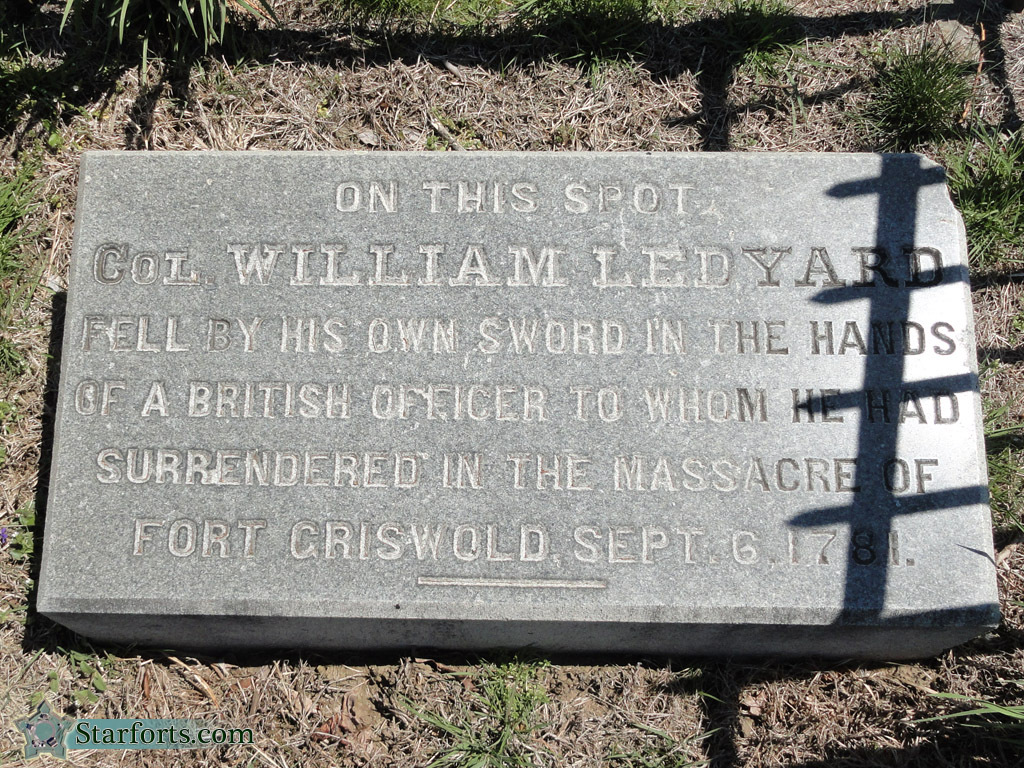 ON THIS SPOT
COL. WILLIAM LEDYARD
FELL BY HIS OWN SWORD IN THE HANDS
OF A BRITISH OFFICER TO WHOM HE HAD
SURRENDERED IN THE MASSACRE OF
FORT GRISWOLD, SEPT. 6. 1781.
Starforts.com